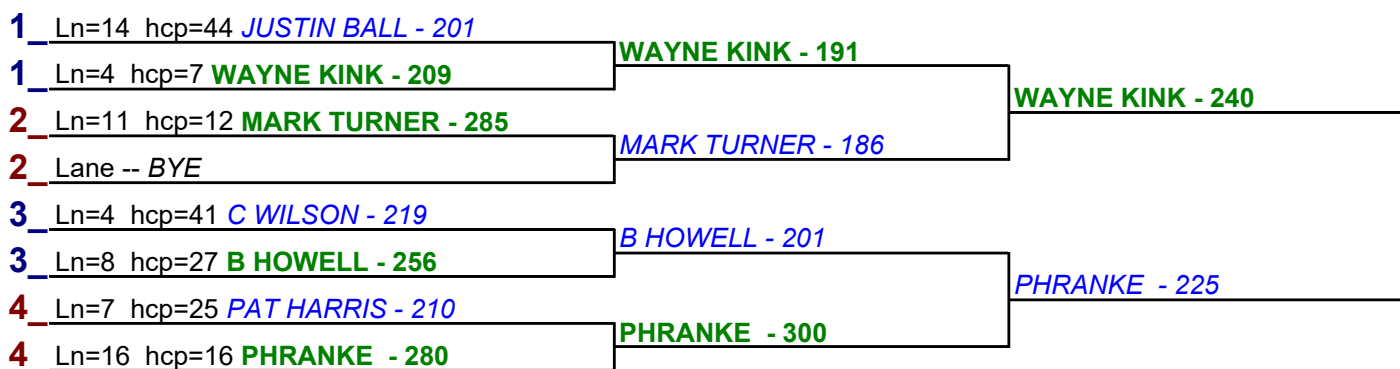 1_ Ln=14 hcp=44 JUSTIN BALL - 201
WAYNE KINK - 191
1_ Ln=4 hcp=7 WAYNE KINK - 209
WAYNE KINK - 240
2_ Ln=11 hcp=12 MARK TURNER - 285
MARK TURNER - 186
2_ Lane -- BYE
3_ Ln=4 hcp=41 C WILSON - 219
B HOWELL - 201
3_ Ln=8 hcp=27 B HOWELL - 256
PHRANKE - 225
4_ Ln=7 hcp=25 PAT HARRIS - 210
PHRANKE - 300
4 Ln=16 hcp=16 PHRANKE - 280